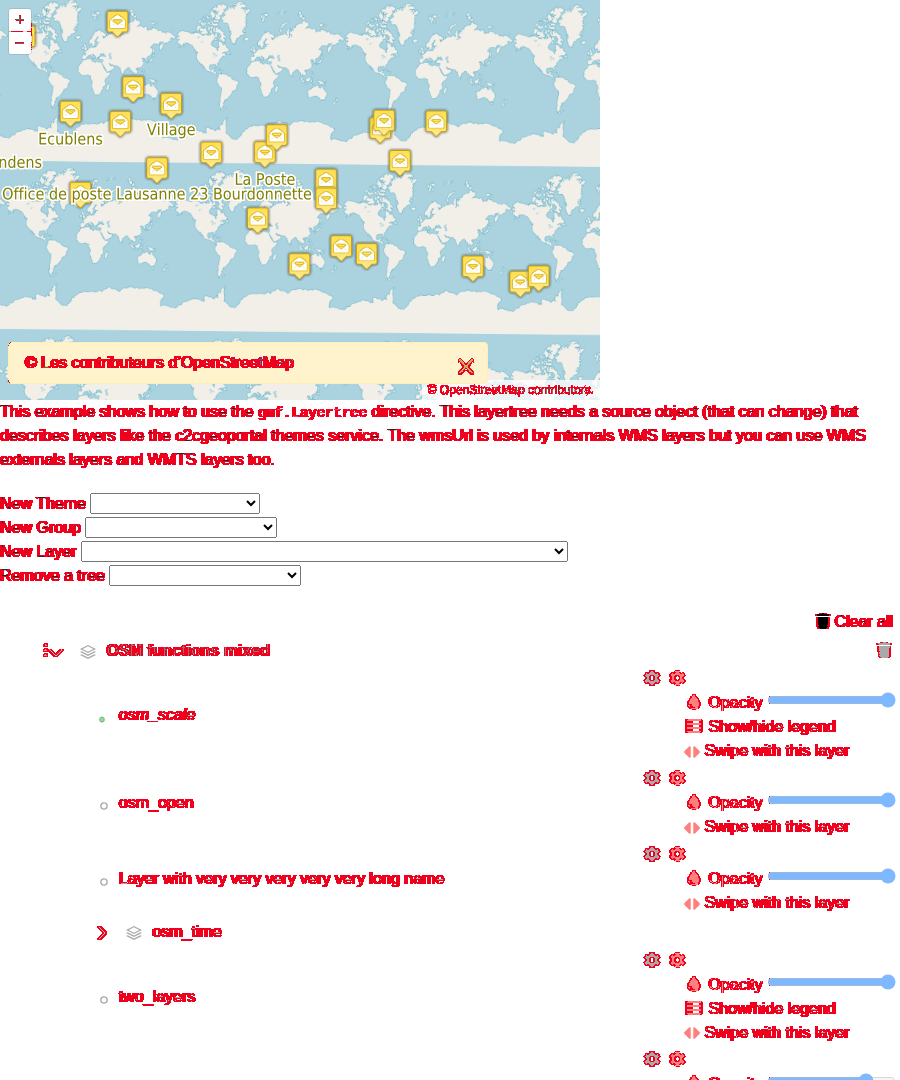 +
−
Ecublens
Village
ndens
La Poste
Office de poste Lausanne 23 Bourdonnette
© Les contributeurs d'OpenStreetMap
© OpenStreetMap contributors.
This example shows how to use the gmf.Layertree directive. This layertree needs a source object (that can change) that
describes layers like the c2cgeoportal themes service. The wmsUrl is used by internals WMS layers but you can use WMS
externals layers and WMTS layers too.
New Theme
New Group
New Layer
Remove a tree
Clear all
OSM functions mixed
osm_scale
Opacity
Show/hide legend
Swipe with this layer
osm_open
Opacity
Swipe with this layer
Layer with very very very very very long name
Opacity
Swipe with this layer
osm_time
two_layers
Opacity
Show/hide legend
Swipe with this layer
Opacity